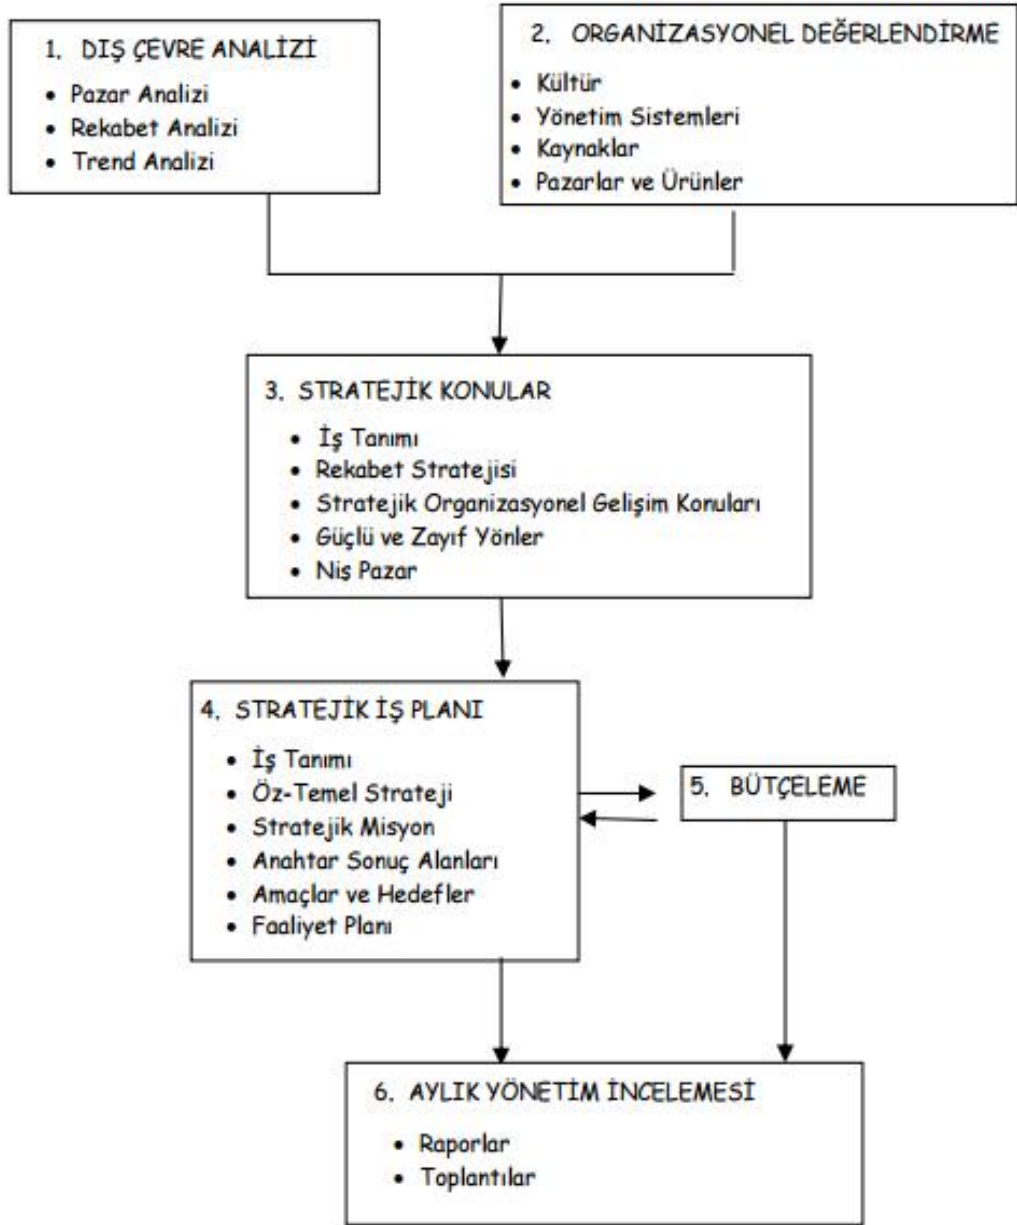 1. DIŞ ÇEVRE ANALİZİ
• Pazar Analizi
• Rekabet Analizi
• Trend Analizi
2. ORGANİZASYONEL DEĞERLENDİRME
• Kültür
• Yönetim Sistemleri
• Kaynaklar
• Pazarlar ve Ürünler
3. STRATEJİK KONULAR
• İş Tanımı
• Rekabet Stratejisi
• Stratejik Organizasyonel Gelişim Konuları
• Güçlü ve Zayıf Yönler
• Niş Pazar
4. STRATEJİK İŞ PLANI
• İş Tanımı
• Öz-Temel Strateji
• Stratejik Misyon
• Anahtar Sonuç Alanları
• Amaçlar ve Hedefler
• Faaliyet Planı
5. BÜTÇELEME
6. AYLIK YÖNETİM İNCELEMESİ
• Raporlar
• Toplantılar